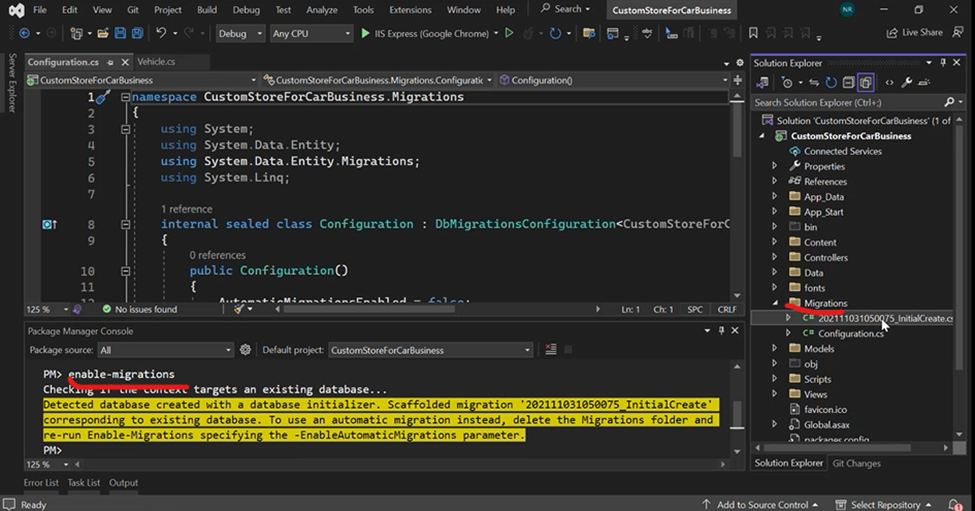 File Edit View Git Project Build Debug Test Analyze Tools Extensions Window Help Search CustomStoreForCarBusiness NR
Debug Any CPU IIS Express (Google Chrome) Live Share
Server Explorer
Configuration.cs Vehicle.cs
CustomStoreForCarBusiness CustomStoreForCarBusiness.Migrations.Configuratic Configuration()
1 namespace CustomStoreForCarBusiness.Migrations
2 {
3 using System;
4 using System.Data.Entity;
5 using System.Data.Entity.Migrations;
6 using System.Linq;
7
1 reference
8 internal sealed class Configuration : DbMigrationsConfiguration<CustomStoreForC
9 {
0 references
10 public Configuration()
11 {
AutomaticMigrationsEnabled = false;
125 % No issues found Ln: 1 Ch: 1 SPC CRLF
Package Manager Console
Package source: All Default project: CustomStoreForCarBusiness
PM> enable-migrations
Checking if the context targets an existing database...
Detected database created with a database initializer. Scaffolded migration '202111031050075_InitialCreate'
corresponding to existing database. To use an automatic migration instead, delete the Migrations folder and
re-run Enable-Migrations specifying the -EnableAutomaticMigrations parameter.
PM>
125 %
Error List Task List Output
Solution Explorer
Search Solution Explorer (Ctrl+;)
Solution 'CustomStoreForCarBusiness' (1 of
CustomStoreForCarBusiness
Connected Services
Properties
References
App_Data
App_Start
bin
Content
Controllers
Data
fonts
Migrations
C# 202111031050075_InitialCreate.cs
C# Configuration.cs
Models
obj
Scripts
Views
favicon.ico
Global.asax
packages.config
Solution Explorer Git Changes
Ready Add to Source Control Select Repository